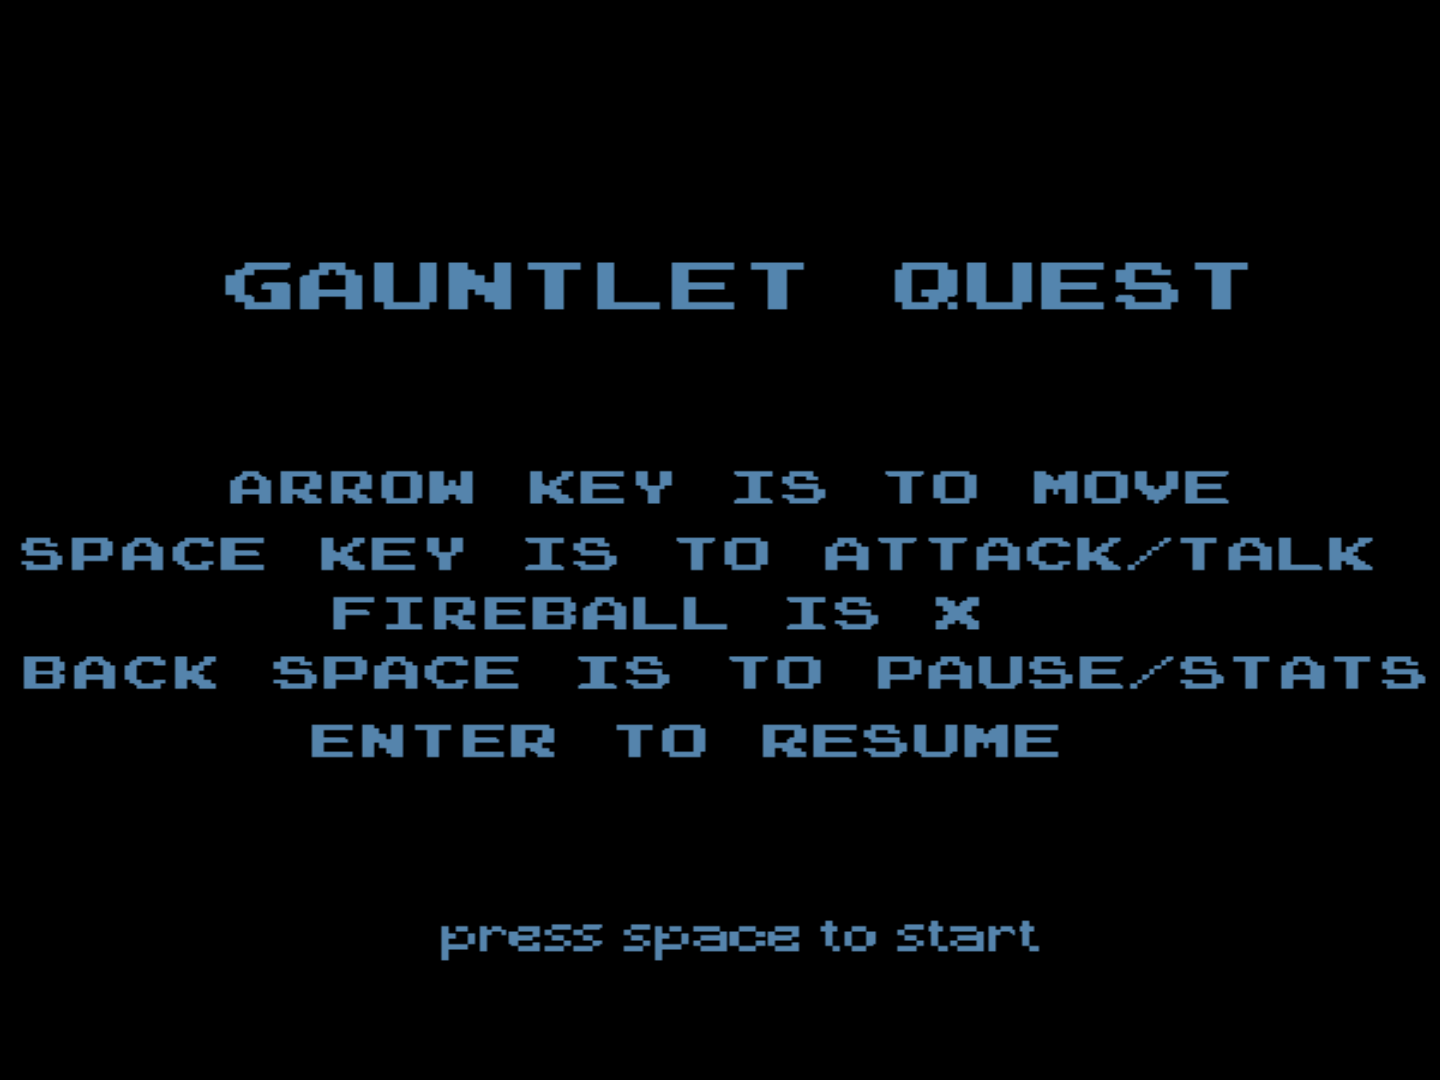 GAUNTLET QUEST
ARROW KEY IS TO MOVE
SPACE KEY IS TO ATTACK/TALK
FIREBALL IS X
BACK SPACE IS TO PAUSE/STATS
ENTER TO RESUME
press space to start